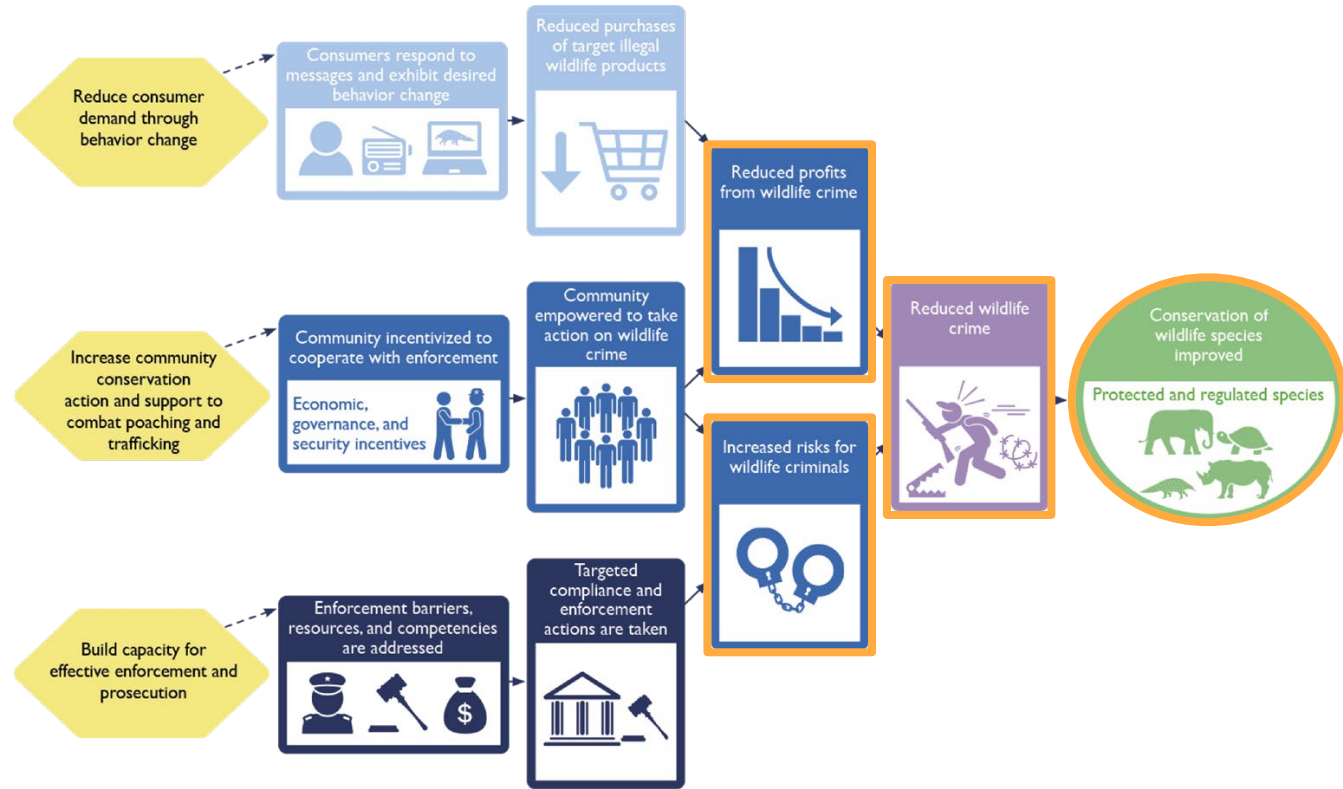 Reduce consumer
demand through
behavior change
Consumers respond to
messages and exhibit desired
behavior change
Reduced purchases
of target illegal
wildlife products
Reduced profits
from wildlife crime
Increase community
conservation
action and support to
combat poaching and
trafficking
Community incentivized to
cooperate with enforcement
Economic,
governance, and
security incentives
Community
empowered to take
action on wildlife
crime
Increased risks for
wildlife criminals
Reduced wildlife
crime
Conservation of
wildlife species
improved
Protected and regulated species
Build capacity for
effective enforcement and
prosecution
Enforcement barriers,
resources, and competencies
are addressed
$
Targeted
compliance and
enforcement
actions are taken